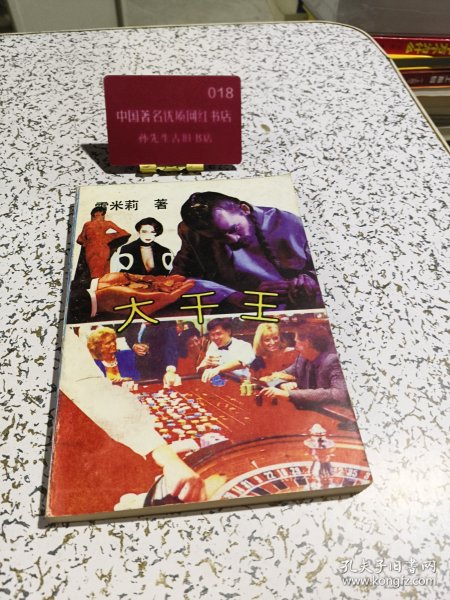 018
中国著名优质网红书店
孙先生古旧书店
雪米莉 著
大千王
孔夫子旧书网
www.kongfz.com